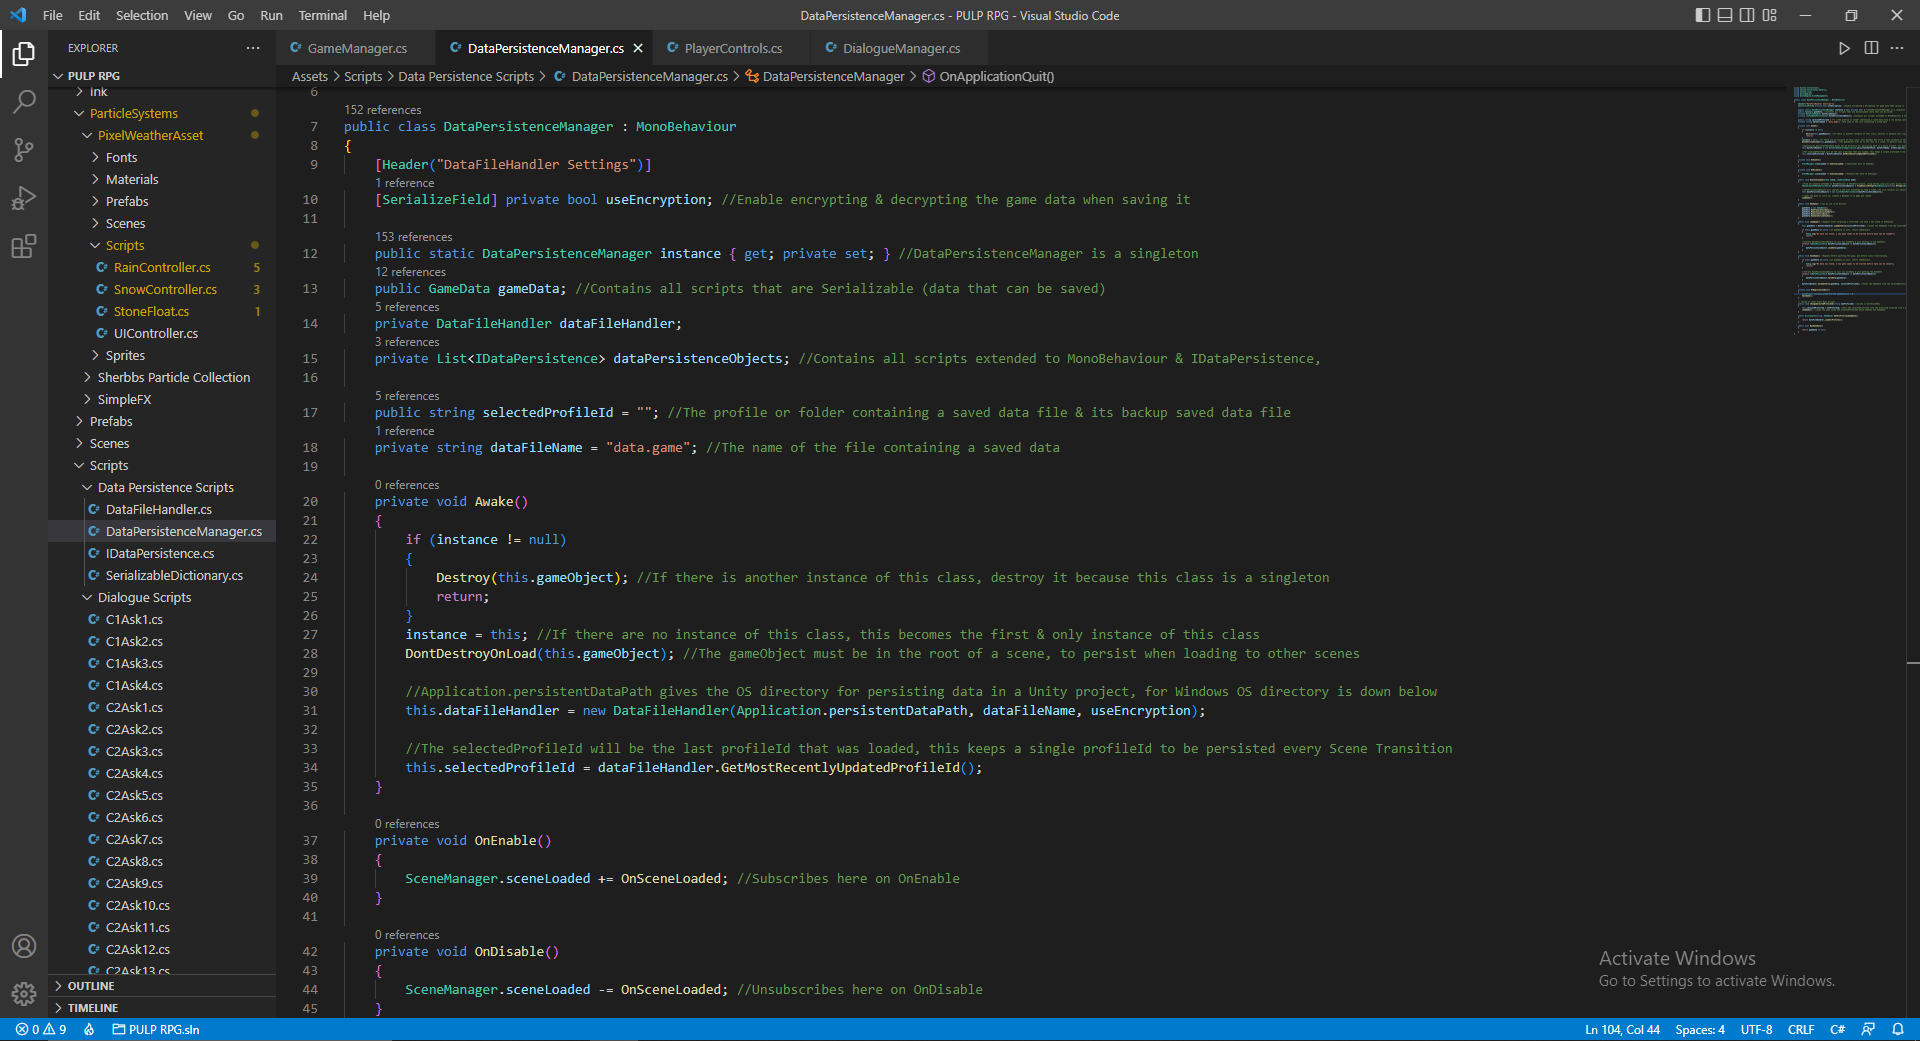 File Edit Selection View Go Run Terminal Help
DataPersistenceManager.cs - PULP RPG - Visual Studio Code
EXPLORER
PULP RPG
Ink
ParticleSystems
PixelWeatherAsset
Fonts
Materials
Prefabs
Scenes
Scripts
RainController.cs 5
SnowController.cs 3
StoneFloat.cs 1
UIController.cs
Sprites
Sherbbs Particle Collection
SimpleFX
Prefabs
Scenes
Scripts
Data Persistence Scripts
DataFileHandler.cs
DataPersistenceManager.cs
IDataPersistence.cs
SerializableDictionary.cs
Dialogue Scripts
C1Ask1.cs
C1Ask2.cs
C1Ask3.cs
C1Ask4.cs
C2Ask1.cs
C2Ask2.cs
C2Ask3.cs
C2Ask4.cs
C2Ask5.cs
C2Ask6.cs
C2Ask7.cs
C2Ask8.cs
C2Ask9.cs
C2Ask10.cs
C2Ask11.cs
C2Ask12.cs
C2Ask13.cs
OUTLINE
TIMELINE
GameManager.cs DataPersistenceManager.cs PlayerControls.cs DialogueManager.cs
Assets > Scripts > Data Persistence Scripts > DataPersistenceManager.cs > DataPersistenceManager > OnApplicationQuit()
6
152 references
7 public class DataPersistenceManager : MonoBehaviour
8 {
9 [Header("DataFileHandler Settings")]
1 reference
10 [SerializeField] private bool useEncryption; //Enable encrypting & decrypting the game data when saving it
11
153 references
12 public static DataPersistenceManager instance { get; private set; } //DataPersistenceManager is a singleton
12 references
13 public GameData gameData; //Contains all scripts that are Serializable (data that can be saved)
5 references
14 private DataFileHandler dataFileHandler;
3 references
15 private List<IDataPersistence> dataPersistenceObjects; //Contains all scripts extended to MonoBehaviour & IDataPersistence,
16
5 references
17 public string selectedProfileId = ""; //The profile or folder containing a saved data file & its backup saved data file
1 reference
18 private string dataFileName = "data.game"; //The name of the file containing a saved data
19
0 references
20 private void Awake()
21 {
22 if (instance != null)
23 {
24 Destroy(this.gameObject); //If there is another instance of this class, destroy it because this class is a singleton
25 return;
26 }
27 instance = this; //If there are no instance of this class, this becomes the first & only instance of this class
28 DontDestroyOnLoad(this.gameObject); //The gameObject must be in the root of a scene, to persist when loading to other scenes
29
30 //Application.persistentDataPath gives the OS directory for persisting data in a Unity project, for Windows OS directory is down below
31 this.dataFileHandler = new DataFileHandler(Application.persistentDataPath, dataFileName, useEncryption);
32
33 //The selectedProfileId will be the last profileId that was loaded, this keeps a single profileId to be persisted every Scene Transition
34 this.selectedProfileId = dataFileHandler.GetMostRecentlyUpdatedProfileId();
35 }
36
0 references
37 private void OnEnable()
38 {
39 SceneManager.sceneLoaded += OnSceneLoaded; //Subscribes here on OnEnable
40 }
41
0 references
42 private void OnDisable()
43 {
44 SceneManager.sceneLoaded -= OnSceneLoaded; //Unsubscribes here on OnDisable
45 }
Activate Windows
Go to Settings to activate Windows.
0 9 PULP RPG.sln
Ln 104, Col 44 Spaces: 4 UTF-8 CRLF C#